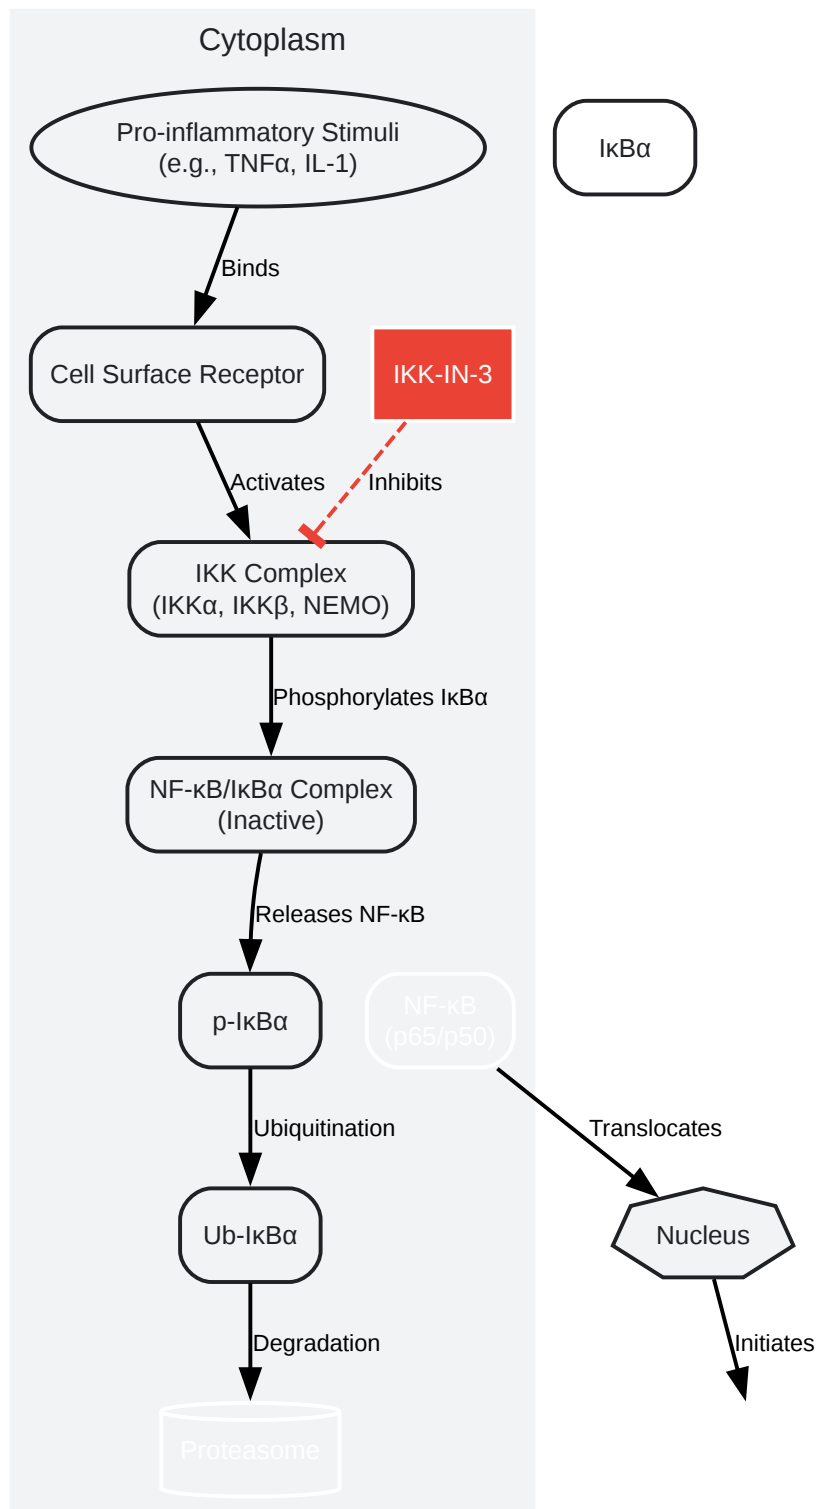 Cytoplasm
Pro-inflammatory Stimuli
(e.g., TNFα, IL-1)
IκBα
Binds
Cell Surface Receptor
IKK-IN-3
Activates
Inhibits
IKK Complex
(IKKα, IKKβ, NEMO)
Phosphorylates IκBα
NF-κB/IκBα Complex
(Inactive)
Releases NF-κB
p-IκBα
NF-κB
(p65/p50)
Ubiquitination
Translocates
Ub-IκBα
Nucleus
Degradation
Initiates
Proteasome